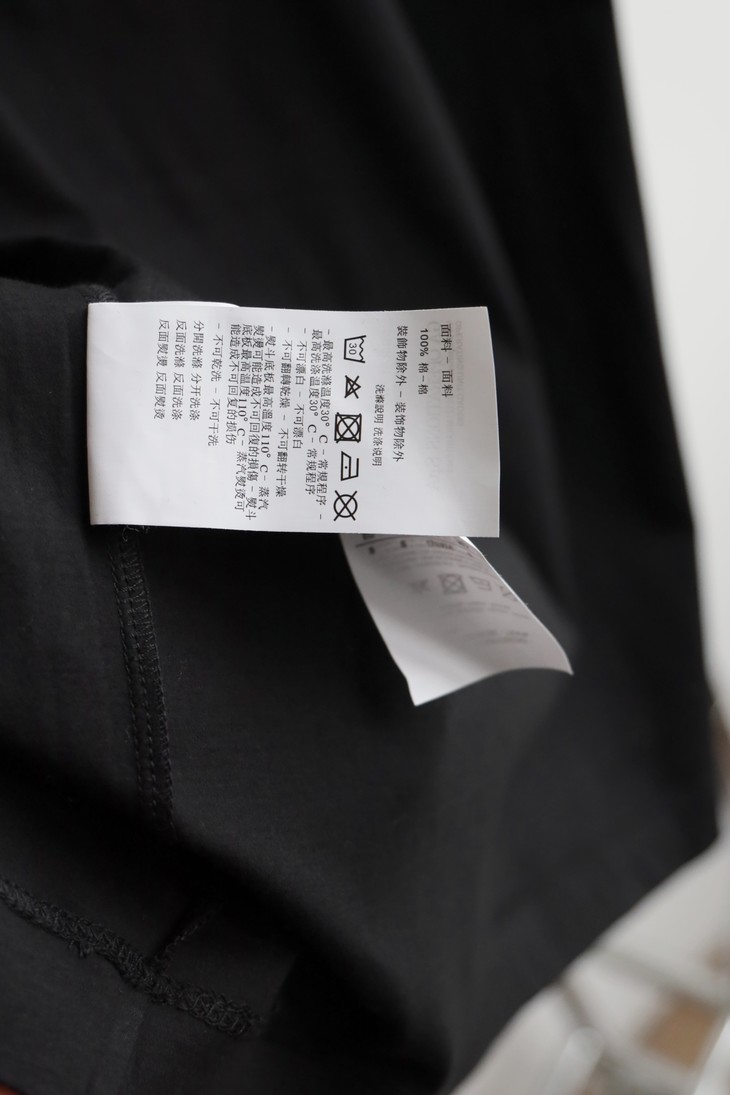 面料 - 面料
100% 棉 - 棉
裝飾物除外 - 装饰物除外
洗滌說明 洗涤说明
30
- 最高洗滌溫度30° C - 常規程序 -
最高洗涤温度30° C - 常规程序
- 不可漂白 - 不可漂白
- 不可翻轉乾燥 - 不可翻转干燥
- 熨斗底板最高溫度110° C - 蒸汽
熨燙可能造成不可回復的損傷 - 熨斗
底板最高温度110° C - 蒸汽熨烫可
能造成不可回复的损伤
- 不可乾洗 - 不可干洗
分開洗滌 分开洗涤
反面洗滌 反面洗涤
反面熨燙 反面熨烫